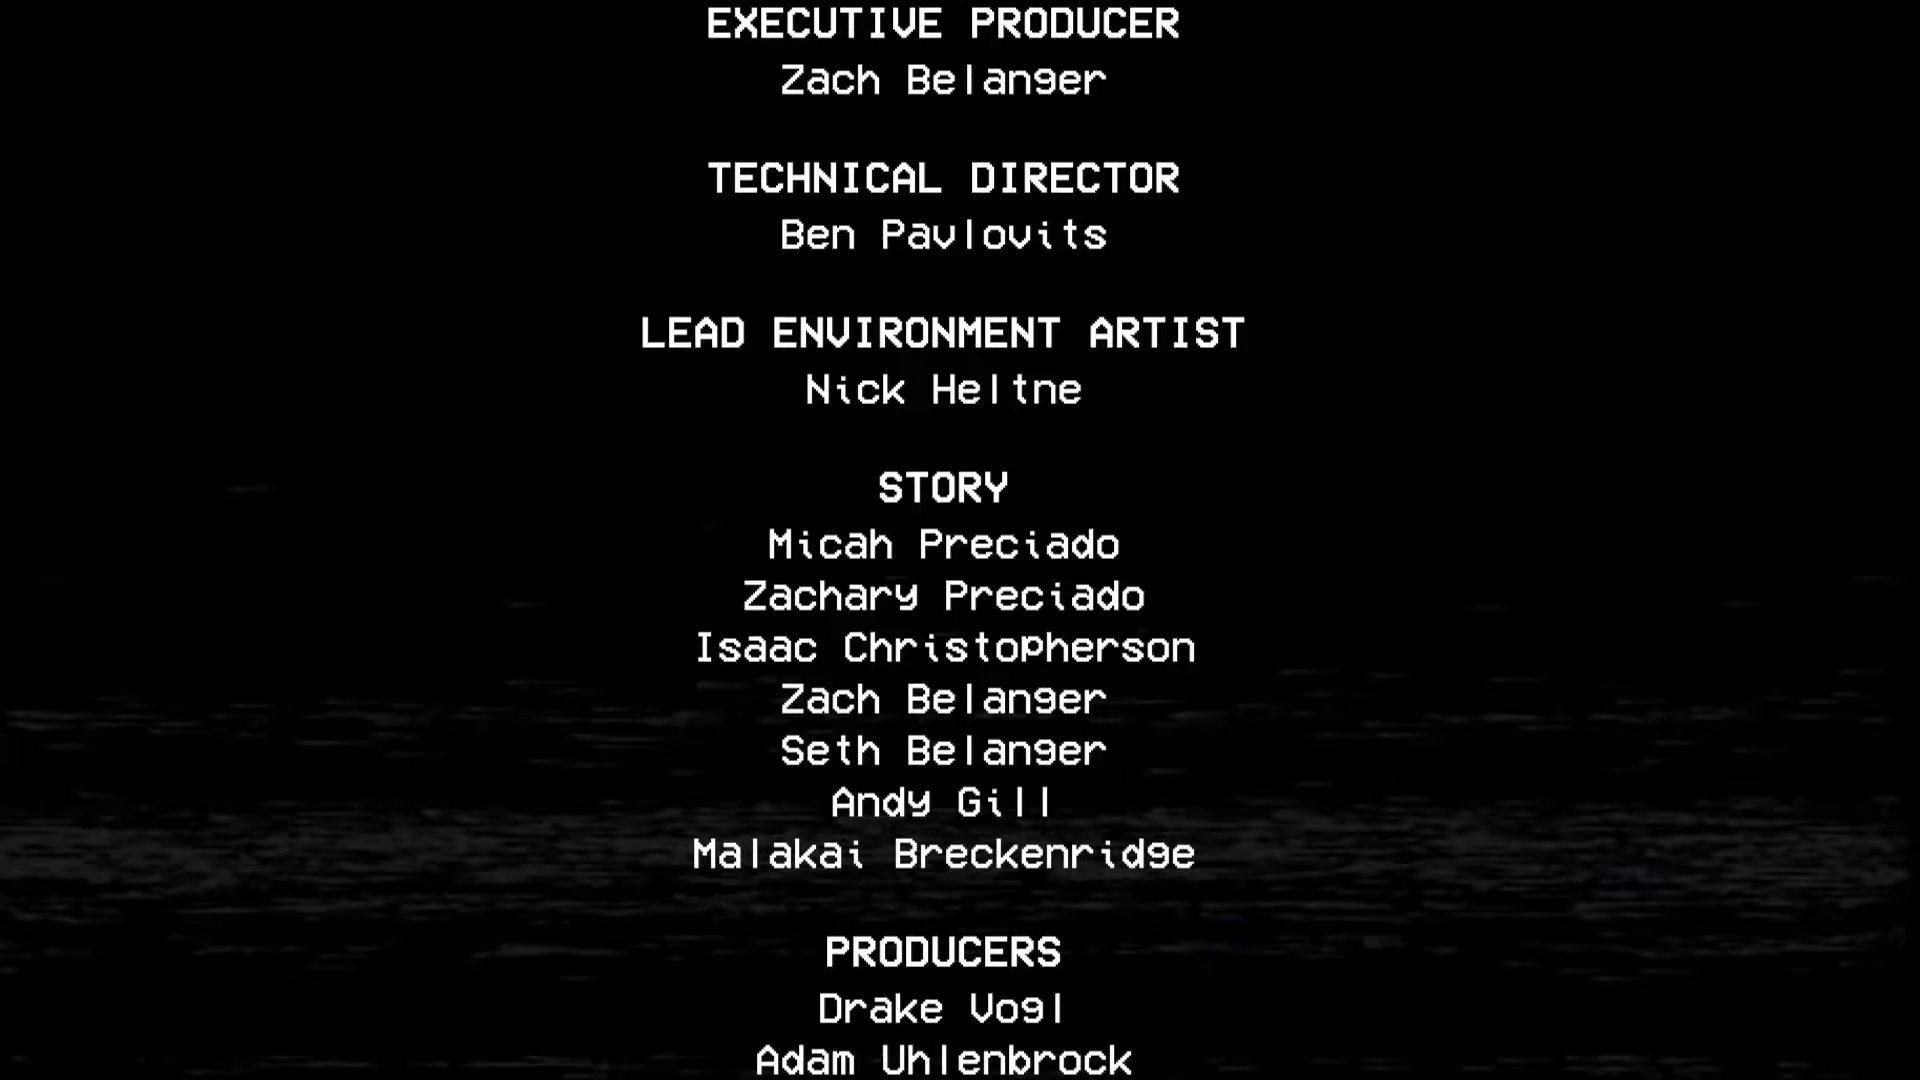 EXECUTIVE PRODUCER
Zach Belanger
TECHNICAL DIRECTOR
Ben Pavlovits
LEAD ENVIRONMENT ARTIST
Nick Heltne
STORY
Micah Preciado
Zachary Preciado
Isaac Christopherson
Zach Belanger
Seth Belanger
Andy Gill
Malakai Breckenridge
PRODUCERS
Drake Vogl
Adam Uhlenbrock